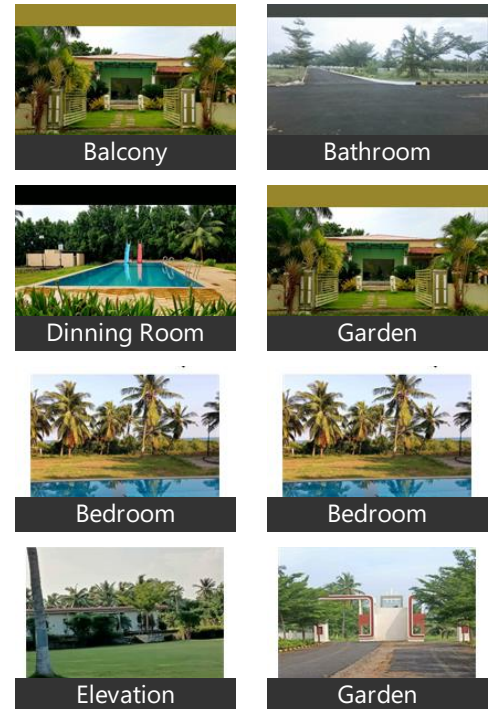 Balcony
Bathroom
Dinning Room
Garden
Bedroom
Bedroom
Elevation
Garden